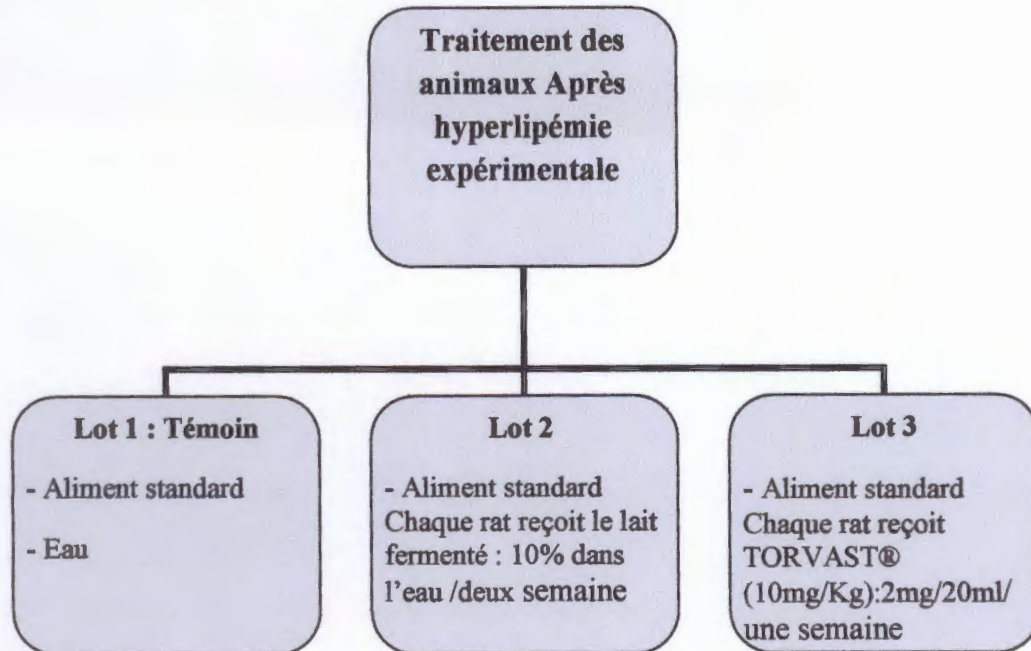 Traitement des
animaux Après
hyperlipémie
expérimentale
Lot 1 : Témoin
- Aliment standard
- Eau
Lot 2
- Aliment standard
Chaque rat reçoit le lait
fermenté : 10% dans
l'eau /deux semaine
Lot 3
- Aliment standard
Chaque rat reçoit
TORVAST®
(10mg/Kg):2mg/20ml/
une semaine